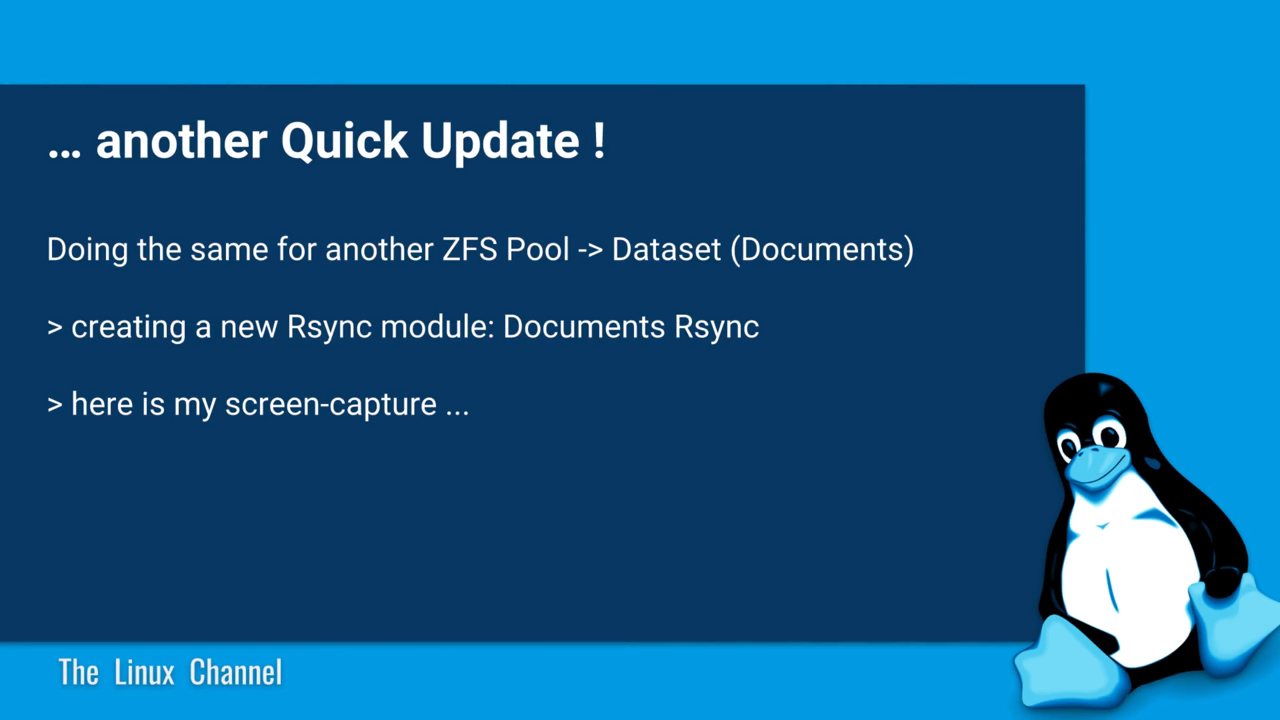 ... another Quick Update !
Doing the same for another ZFS Pool -> Dataset (Documents)
> creating a new Rsync module: Documents Rsync
> here is my screen-capture ...
The Linux Channel